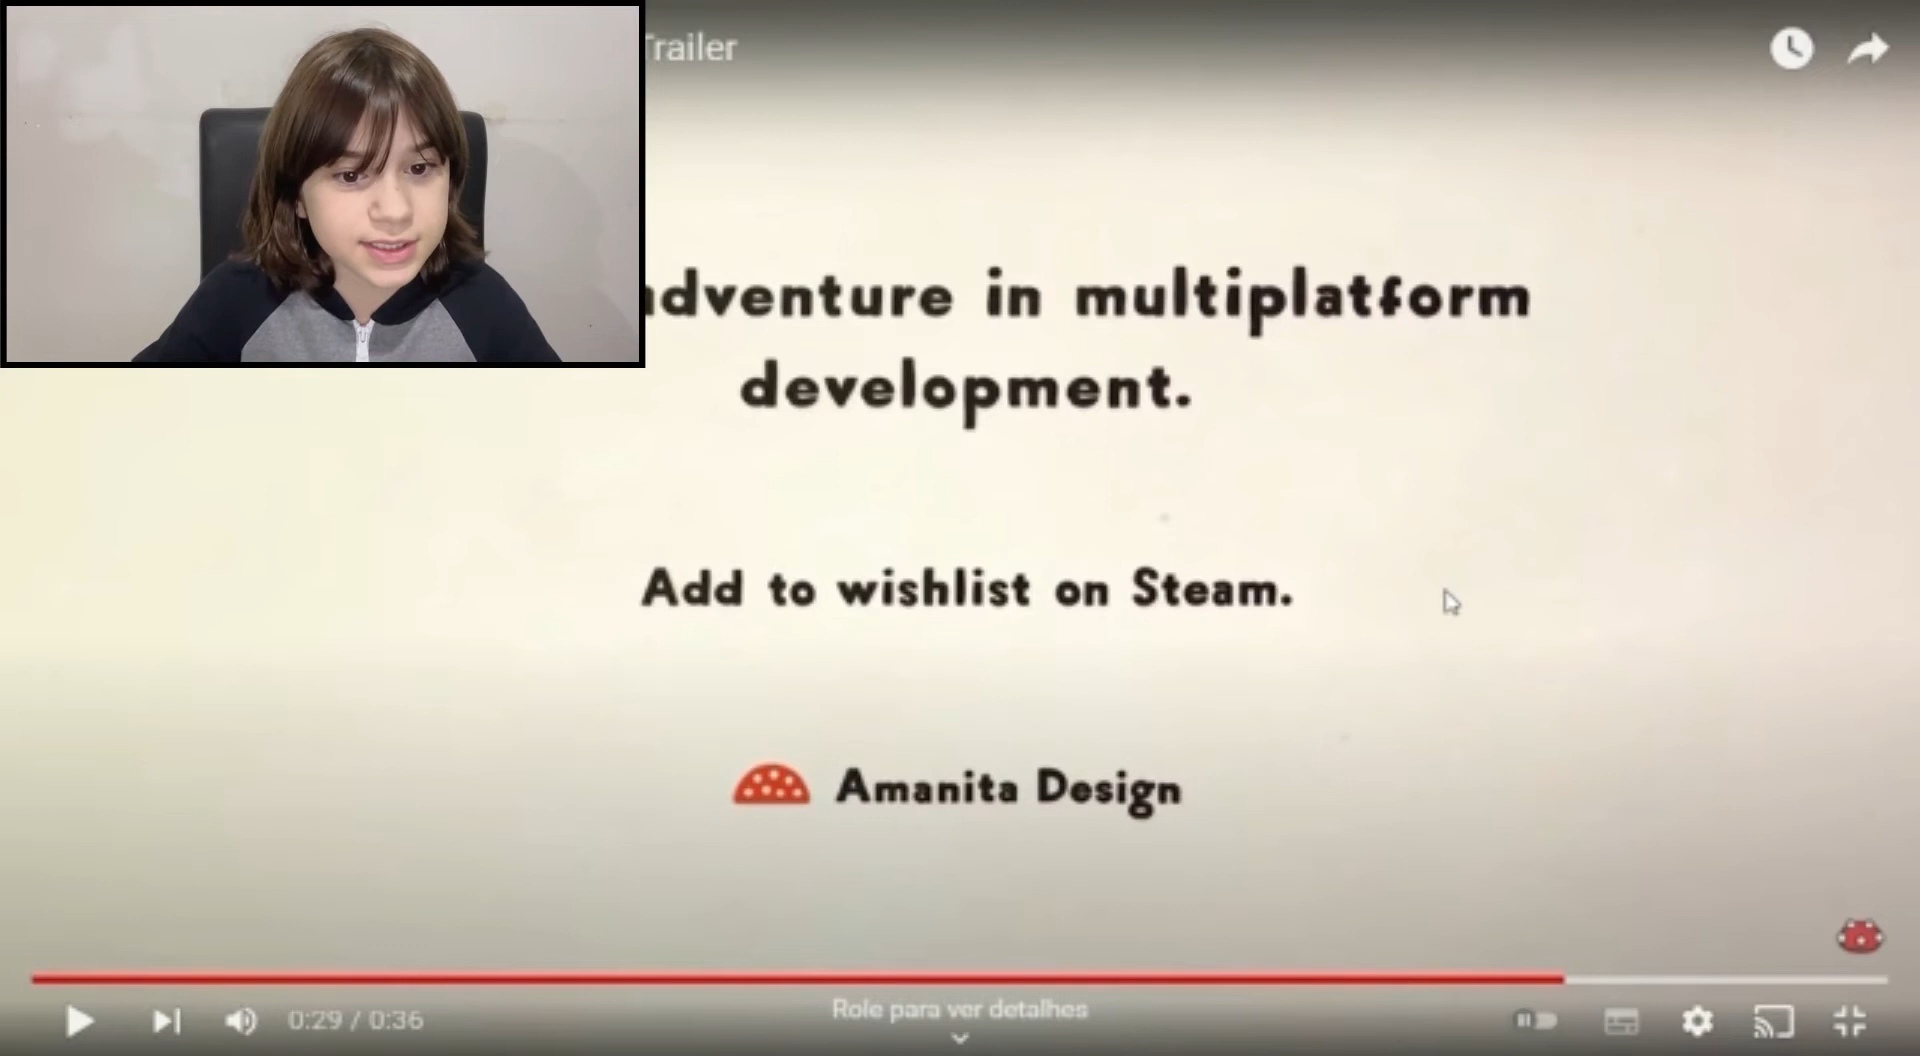 Trailer
adventure in multiplatform
development.
Add to wishlist on Steam.
Amanita Design
0:29 / 0:36
Role para ver detalhes